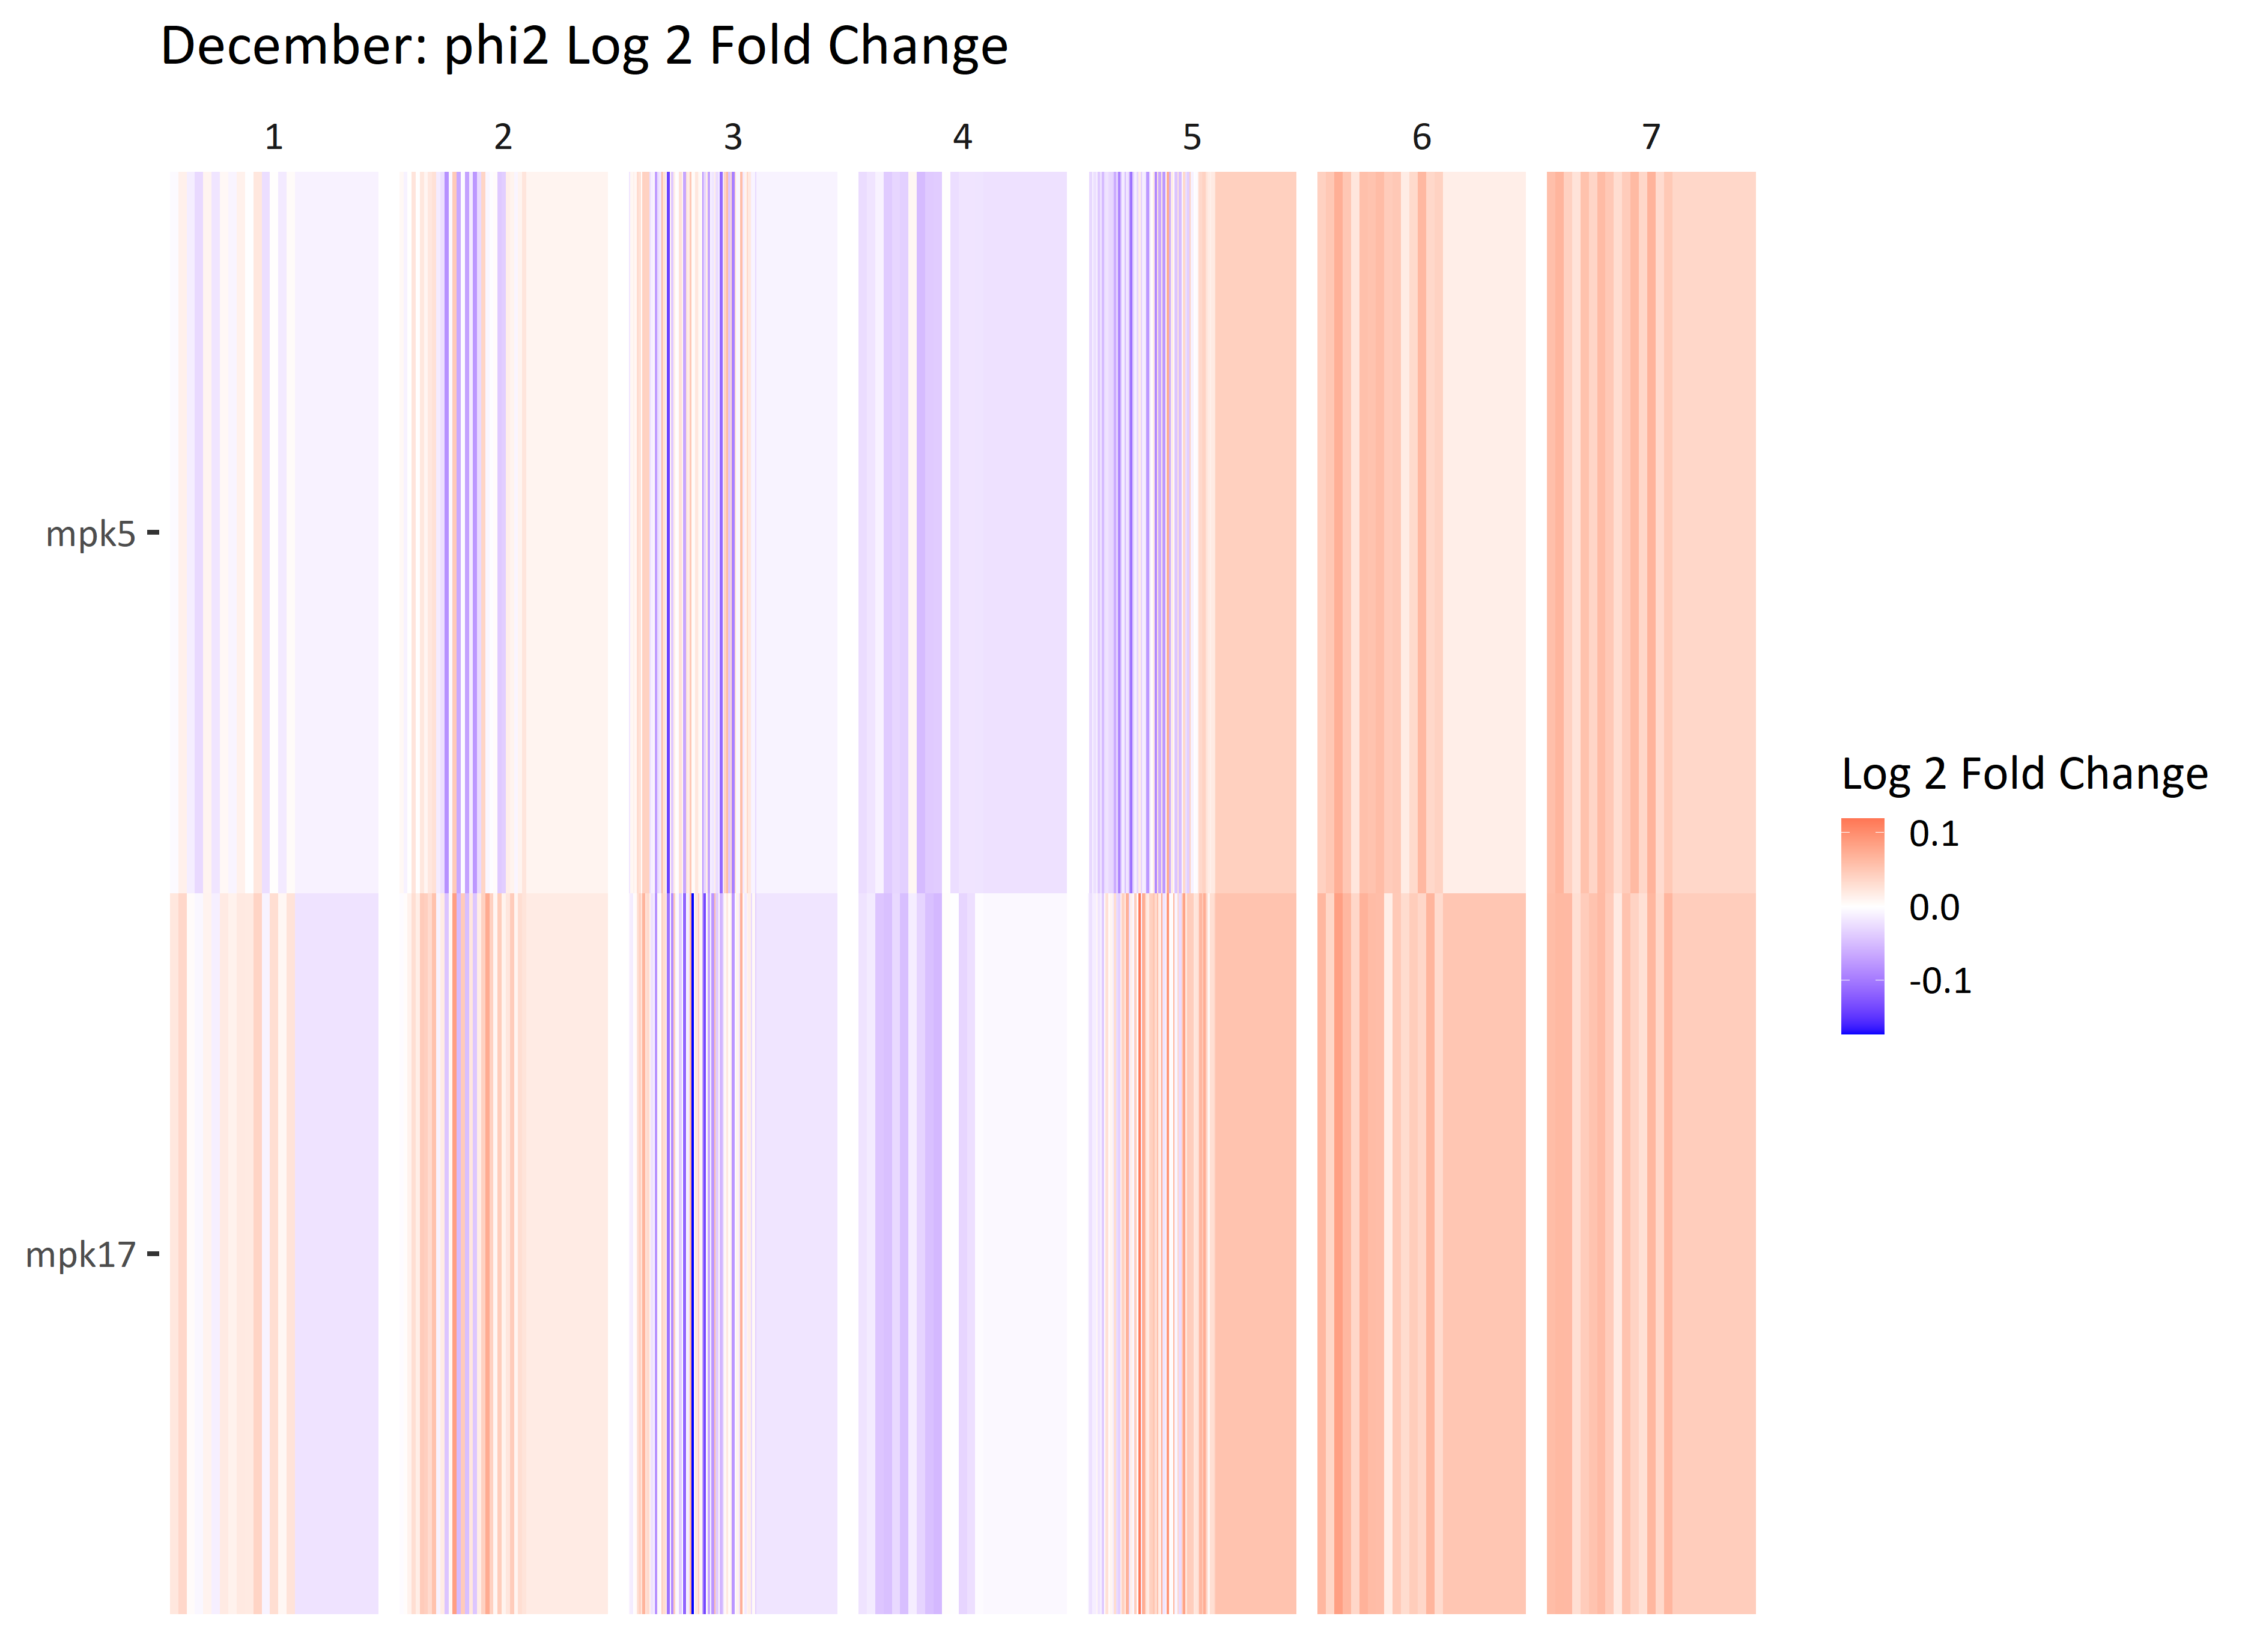 December: phi2 Log 2 Fold Change
1 2 3 4 5 6 7
mpk5
mpk17
Log 2 Fold Change
0.1
0.0
-0.1